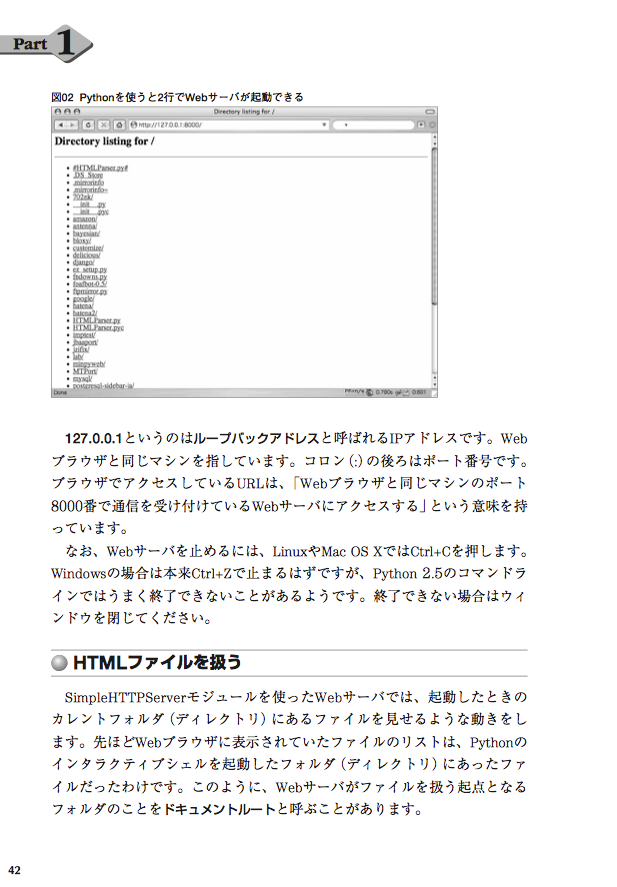 Part 1
図02 Pythonを使うと2行でWebサーバが起動できる
Directory listing for /
http://127.0.0.1:8000/
Directory listing for /
#HTMLParser.py#
.DS_Store
.mirrorinfo
.mirrorinfo~
702nk/
__init__.py
__init__.pyc
amazon/
antenna/
bayesian/
bloxy/
customize/
delicious/
django/
ez_setup.py
fndowns.py
foafbot-0.5/
ftpmirror.py
google/
hatena/
hatena2/
HTMLParser.py
HTMLParser.pyc
imptest/
jbasport/
jrifix/
lab/
minpyweb/
MTPort/
mysql/
postgresql-sidebar-ja/
Done
0.780s
127.0.0.1というのはループバックアドレスと呼ばれるIPアドレスです。Web
ブラウザと同じマシンを指しています。コロン（:）の後ろはポート番号です。
ブラウザでアクセスしているURLは、「Webブラウザと同じマシンのポート
8000番で通信を受け付けているWebサーバにアクセスする」という意味を持
っています。
なお、Webサーバを止めるには、LinuxやMac OS XではCtrl+Cを押します。
Windowsの場合は本来Ctrl+Zで止まるはずですが、Python 2.5のコマンドラ
インではうまく終了できないことがあるようです。終了できない場合はウィ
ンドウを閉じてください。
HTMLファイルを扱う
SimpleHTTPServerモジュールを使ったWebサーバでは、起動したときの
カレントフォルダ（ディレクトリ）にあるファイルを見せるような動きをし
ます。先ほどWebブラウザに表示されていたファイルのリストは、Pythonの
インタラクティブシェルを起動したフォルダ（ディレクトリ）にあったファ
イルだったわけです。このように、Webサーバがファイルを扱う起点となる
フォルダのことをドキュメントルートと呼ぶことがあります。
42